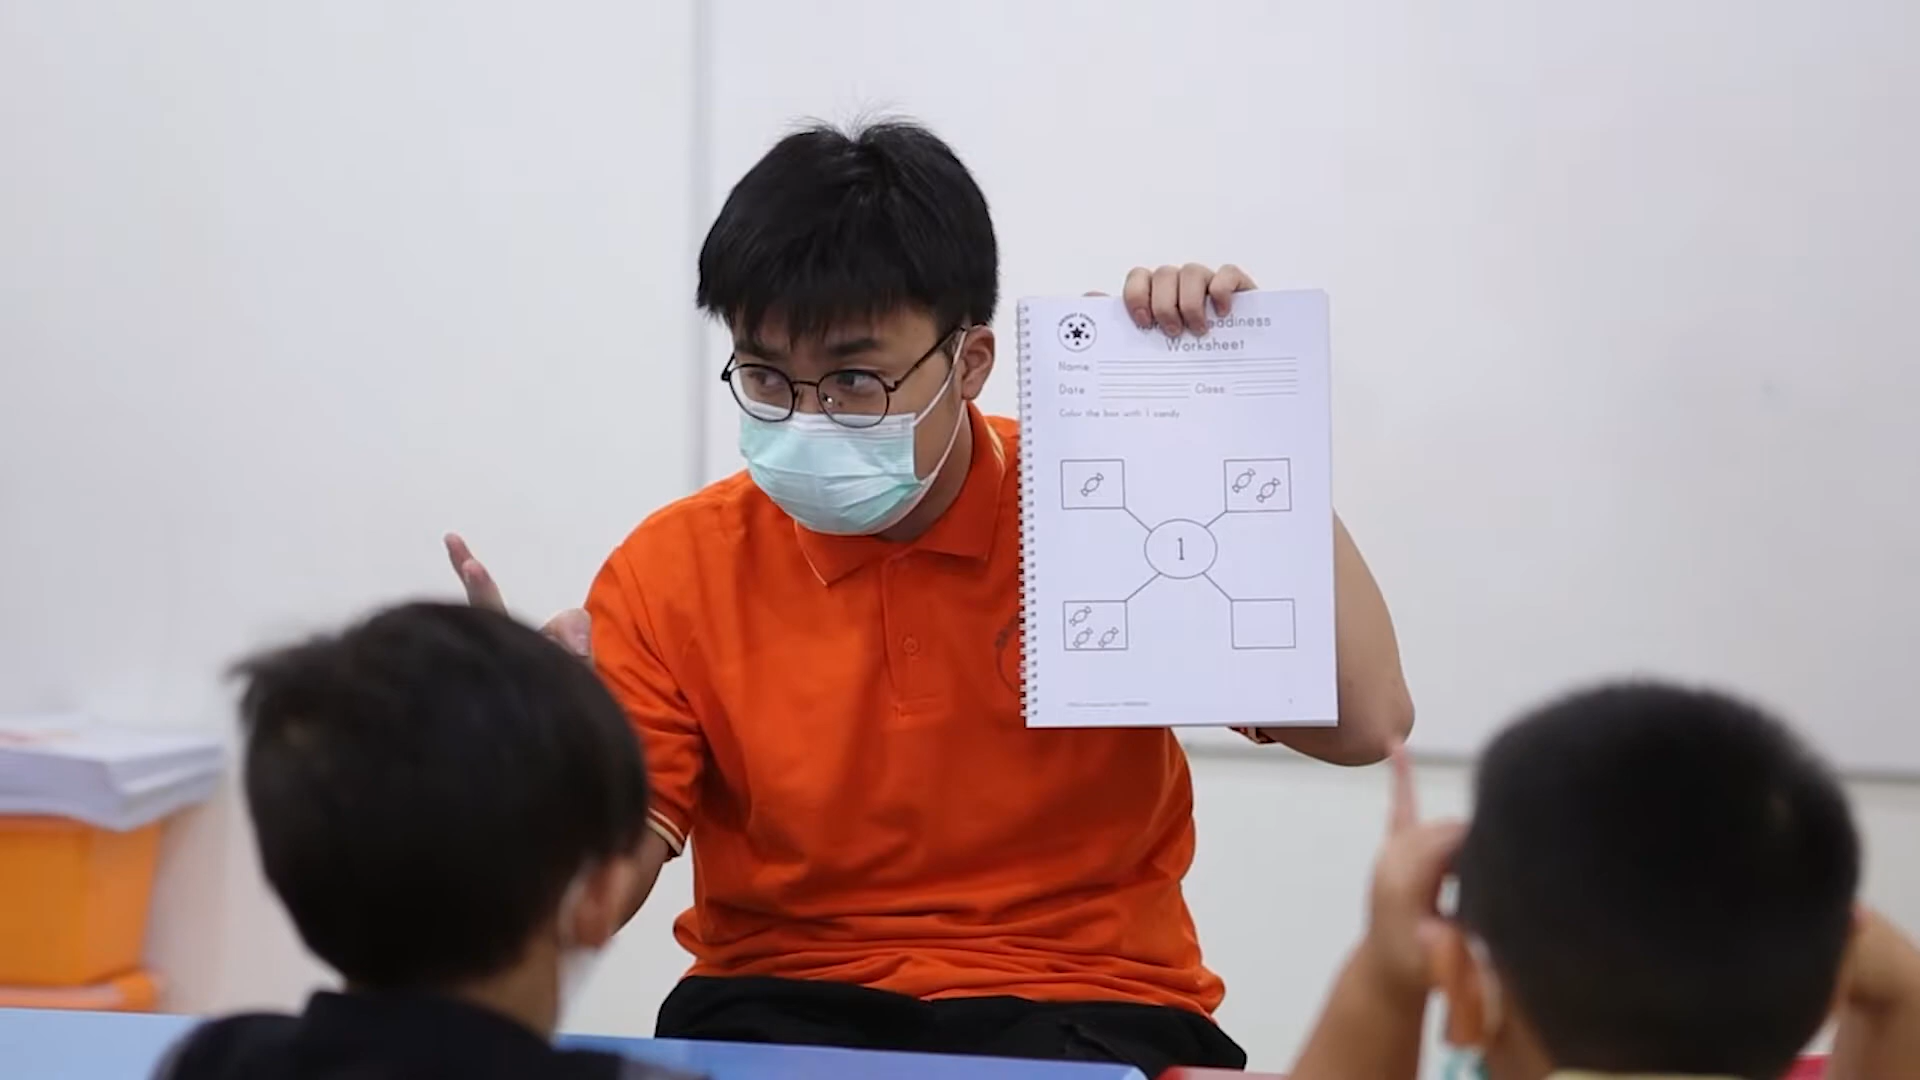 Readiness
Worksheet
Name:
Date Class:
Color the box with 1 candy
1